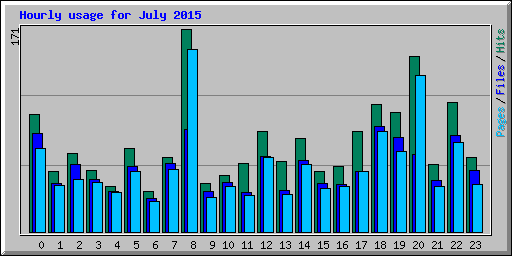 Hourly usage for July 2015
171
Pages / Files / Hits
0 1 2 3 4 5 6 7 8 9 10 11 12 13 14 15 16 17 18 19 20 21 22 23